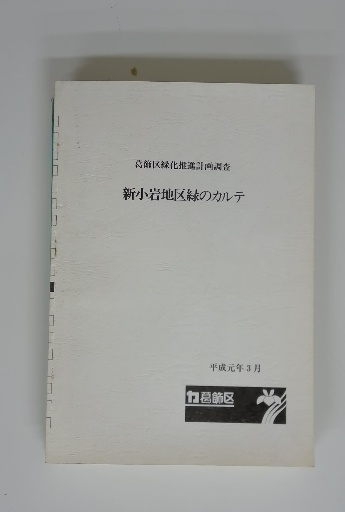 葛飾区緑化推進計画調査
新小岩地区緑のカルテ
平成元年3月
葛飾区